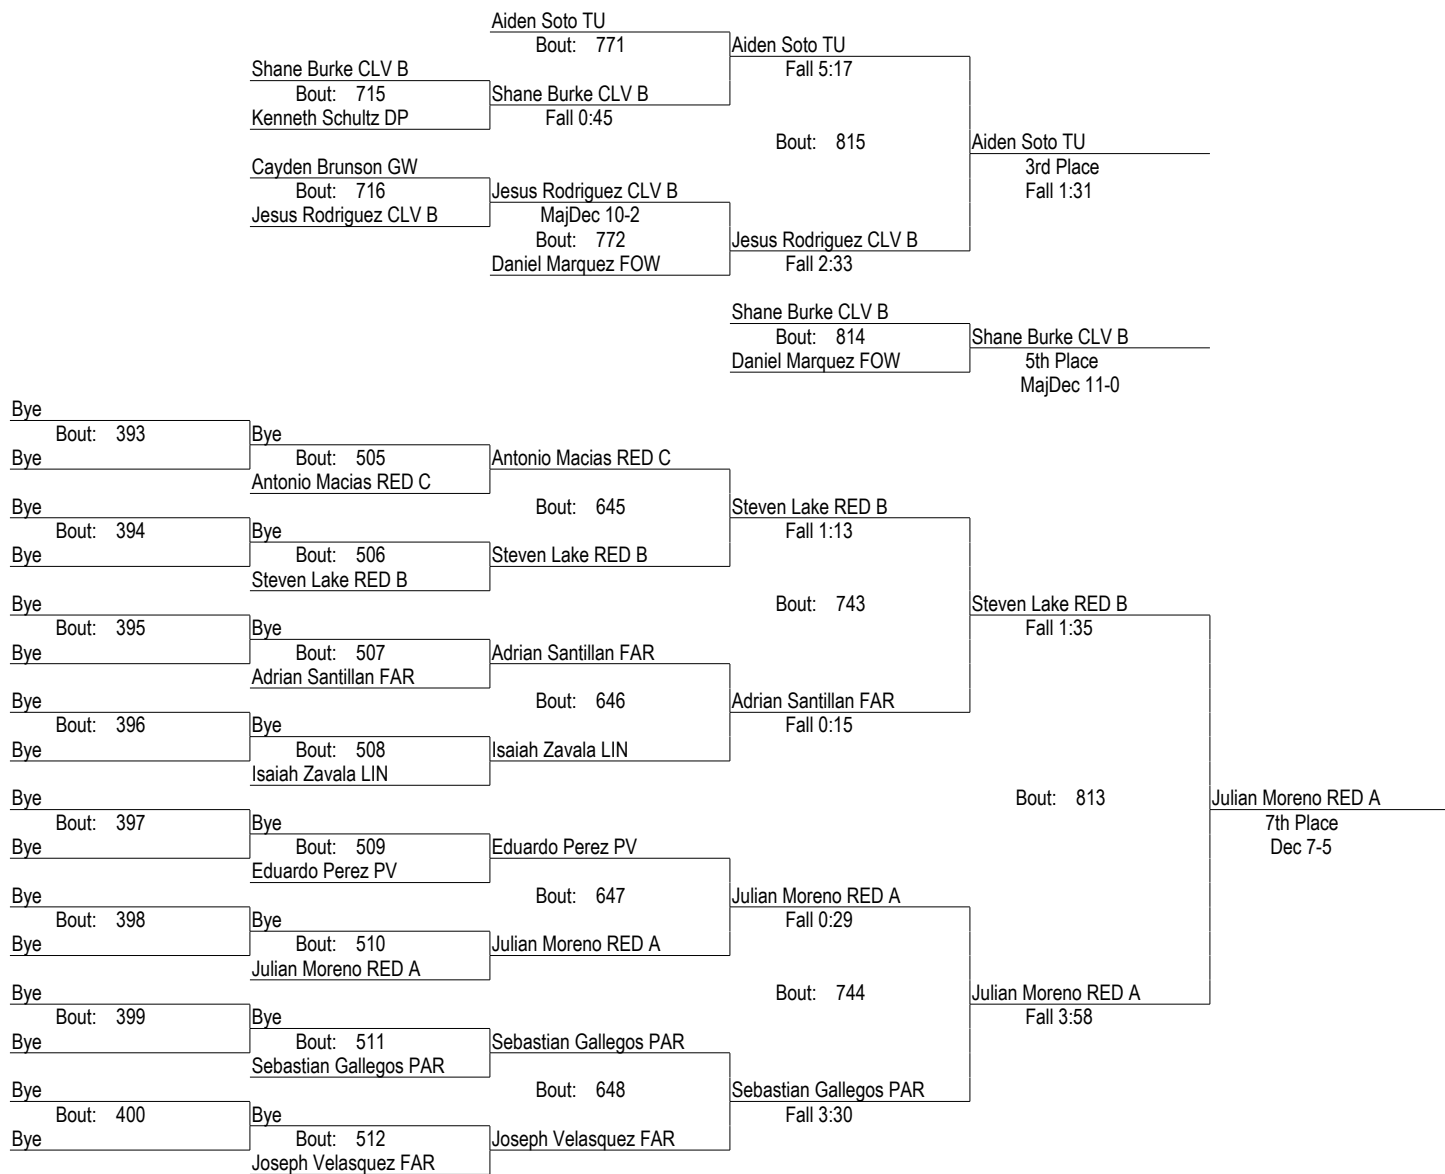 Aiden Soto TU
Bout: 771
Aiden Soto TU
Fall 5:17
Shane Burke CLV B
Bout: 715
Shane Burke CLV B
Kenneth Schultz DP
Fall 0:45
Bout: 815
Aiden Soto TU
3rd Place
Fall 1:31
Cayden Brunson GW
Bout: 716
Jesus Rodriguez CLV B
Jesus Rodriguez CLV B
MajDec 10-2
Bout: 772
Jesus Rodriguez CLV B
Daniel Marquez FOW
Fall 2:33
Shane Burke CLV B
Bout: 814
Shane Burke CLV B
Daniel Marquez FOW
5th Place
MajDec 11-0
Bye
Bout: 393
Bye
Bye
Bout: 505
Antonio Macias RED C
Antonio Macias RED C
Bye
Bout: 645
Steven Lake RED B
Bout: 394
Bye
Fall 1:13
Bye
Bout: 506
Steven Lake RED B
Steven Lake RED B
Bye
Bout: 743
Steven Lake RED B
Bout: 395
Bye
Fall 1:35
Bye
Bout: 507
Adrian Santillan FAR
Adrian Santillan FAR
Bye
Bout: 646
Adrian Santillan FAR
Bout: 396
Bye
Fall 0:15
Bye
Bout: 508
Isaiah Zavala LIN
Isaiah Zavala LIN
Bye
Bout: 813
Julian Moreno RED A
Bout: 397
Bye
7th Place
Bye
Bout: 509
Eduardo Perez PV
Dec 7-5
Eduardo Perez PV
Bye
Bout: 647
Julian Moreno RED A
Bout: 398
Bye
Fall 0:29
Bye
Bout: 510
Julian Moreno RED A
Julian Moreno RED A
Bye
Bout: 744
Julian Moreno RED A
Bout: 399
Bye
Fall 3:58
Bye
Bout: 511
Sebastian Gallegos PAR
Sebastian Gallegos PAR
Bye
Bout: 648
Sebastian Gallegos PAR
Bout: 400
Bye
Fall 3:30
Bye
Bout: 512
Joseph Velasquez FAR
Joseph Velasquez FAR